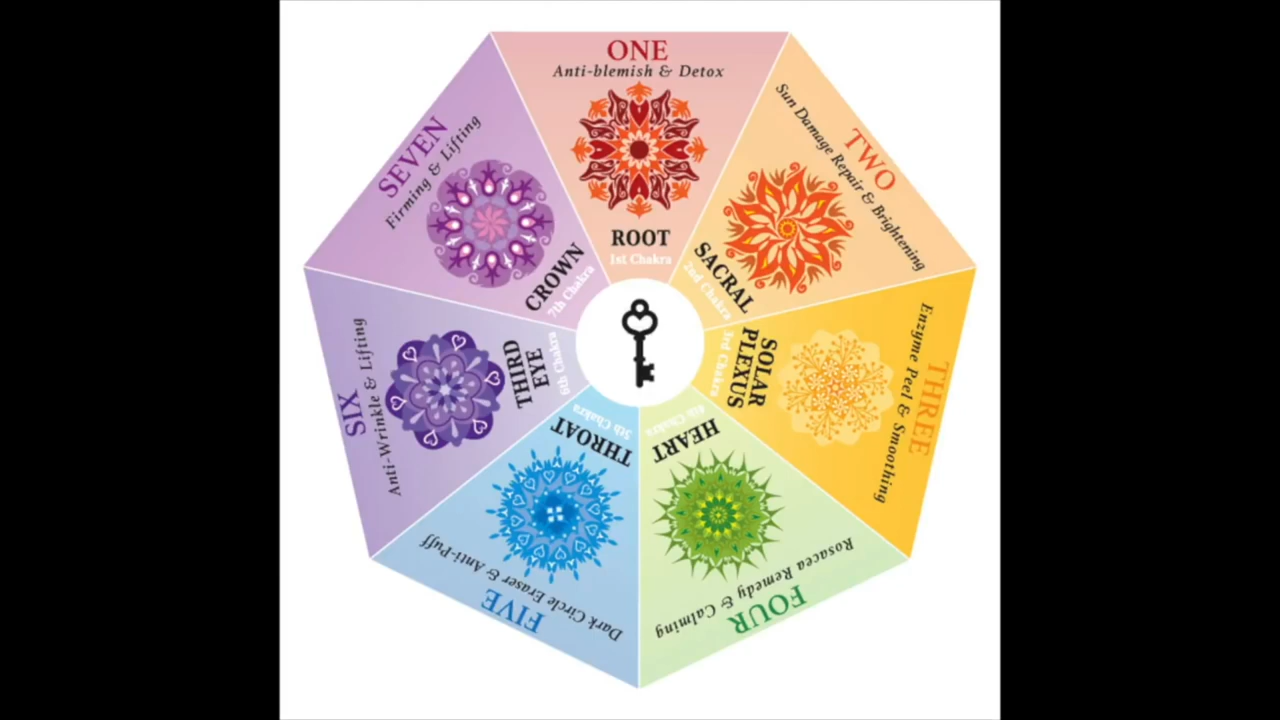 ONE
Anti-blemish & Detox
ROOT
1st Chakra
TWO
Sun Damage Repair & Brightening
SACRAL
2nd Chakra
THREE
Enzyme Peel & Smoothing
SOLAR
PLEXUS
3rd Chakra
FOUR
Rosacea Remedy & Calming
HEART
4th Chakra
FIVE
Dark Circle Eraser & Anti-Puff
THROAT
5th Chakra
SIX
Anti-Wrinkle & Lifting
THIRD
EYE
6th Chakra
SEVEN
Firming & Lifting
CROWN
7th Chakra